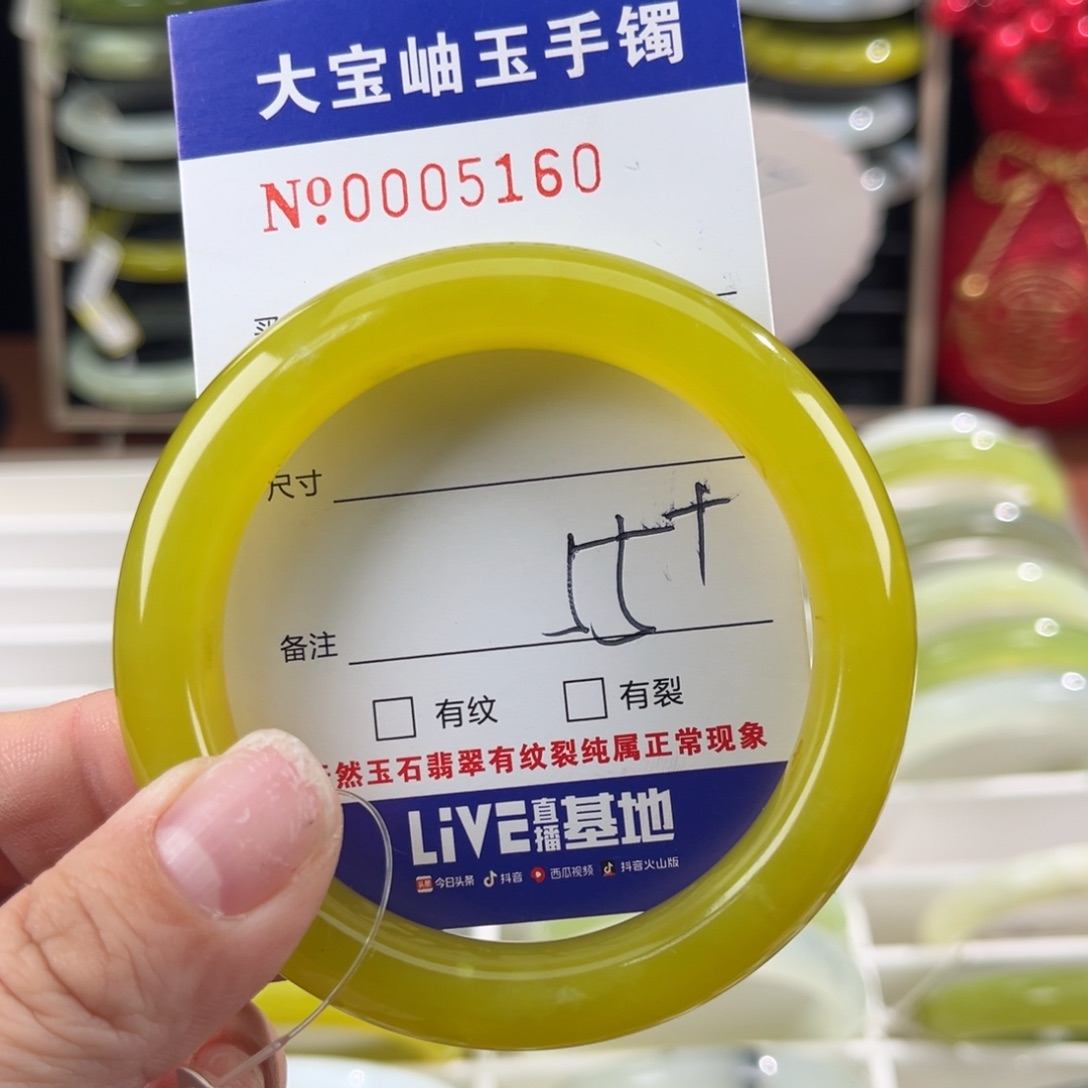 大宝岫玉手镯
№0005160
尺寸
备注
有纹 有裂
然玉石翡翠有纹裂纯属正常现象
LiVE直播基地
头条 今日头条 抖音 西瓜视频 抖音火山版